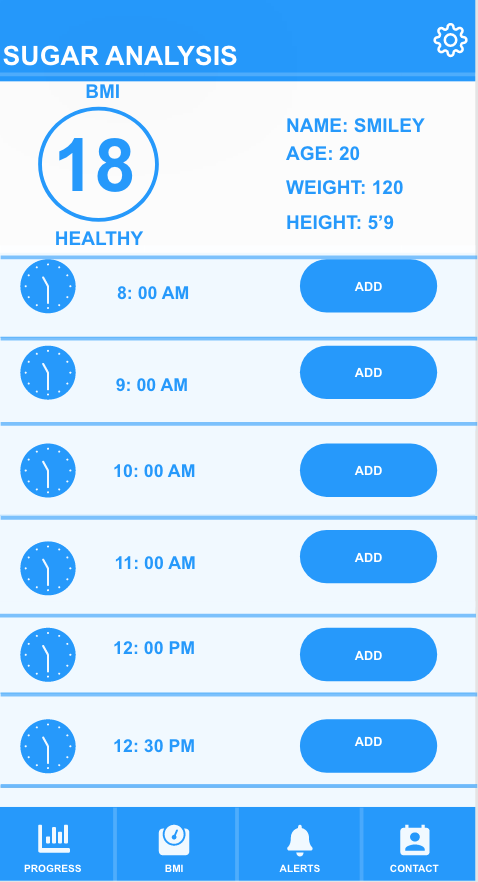 SUGAR ANALYSIS
BMI
18
HEALTHY
NAME: SMILEY
AGE: 20
WEIGHT: 120
HEIGHT: 5’9
8: 00 AM
ADD
9: 00 AM
ADD
10: 00 AM
ADD
11: 00 AM
ADD
12: 00 PM
ADD
12: 30 PM
ADD
PROGRESS
BMI
ALERTS
CONTACT